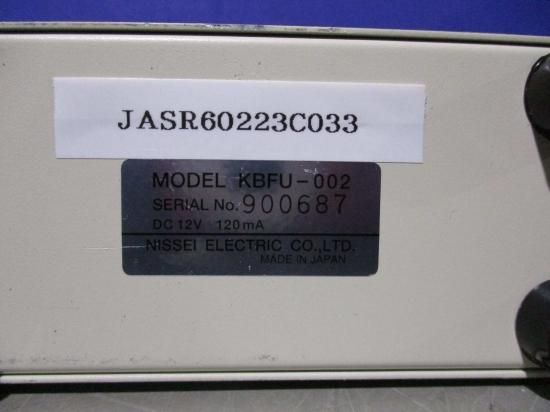 JASR60223C033
MODEL KBFU-002
SERIAL No. 900687
DC 12V 120mA
NISSEI ELECTRIC CO.,LTD.
MADE IN JAPAN